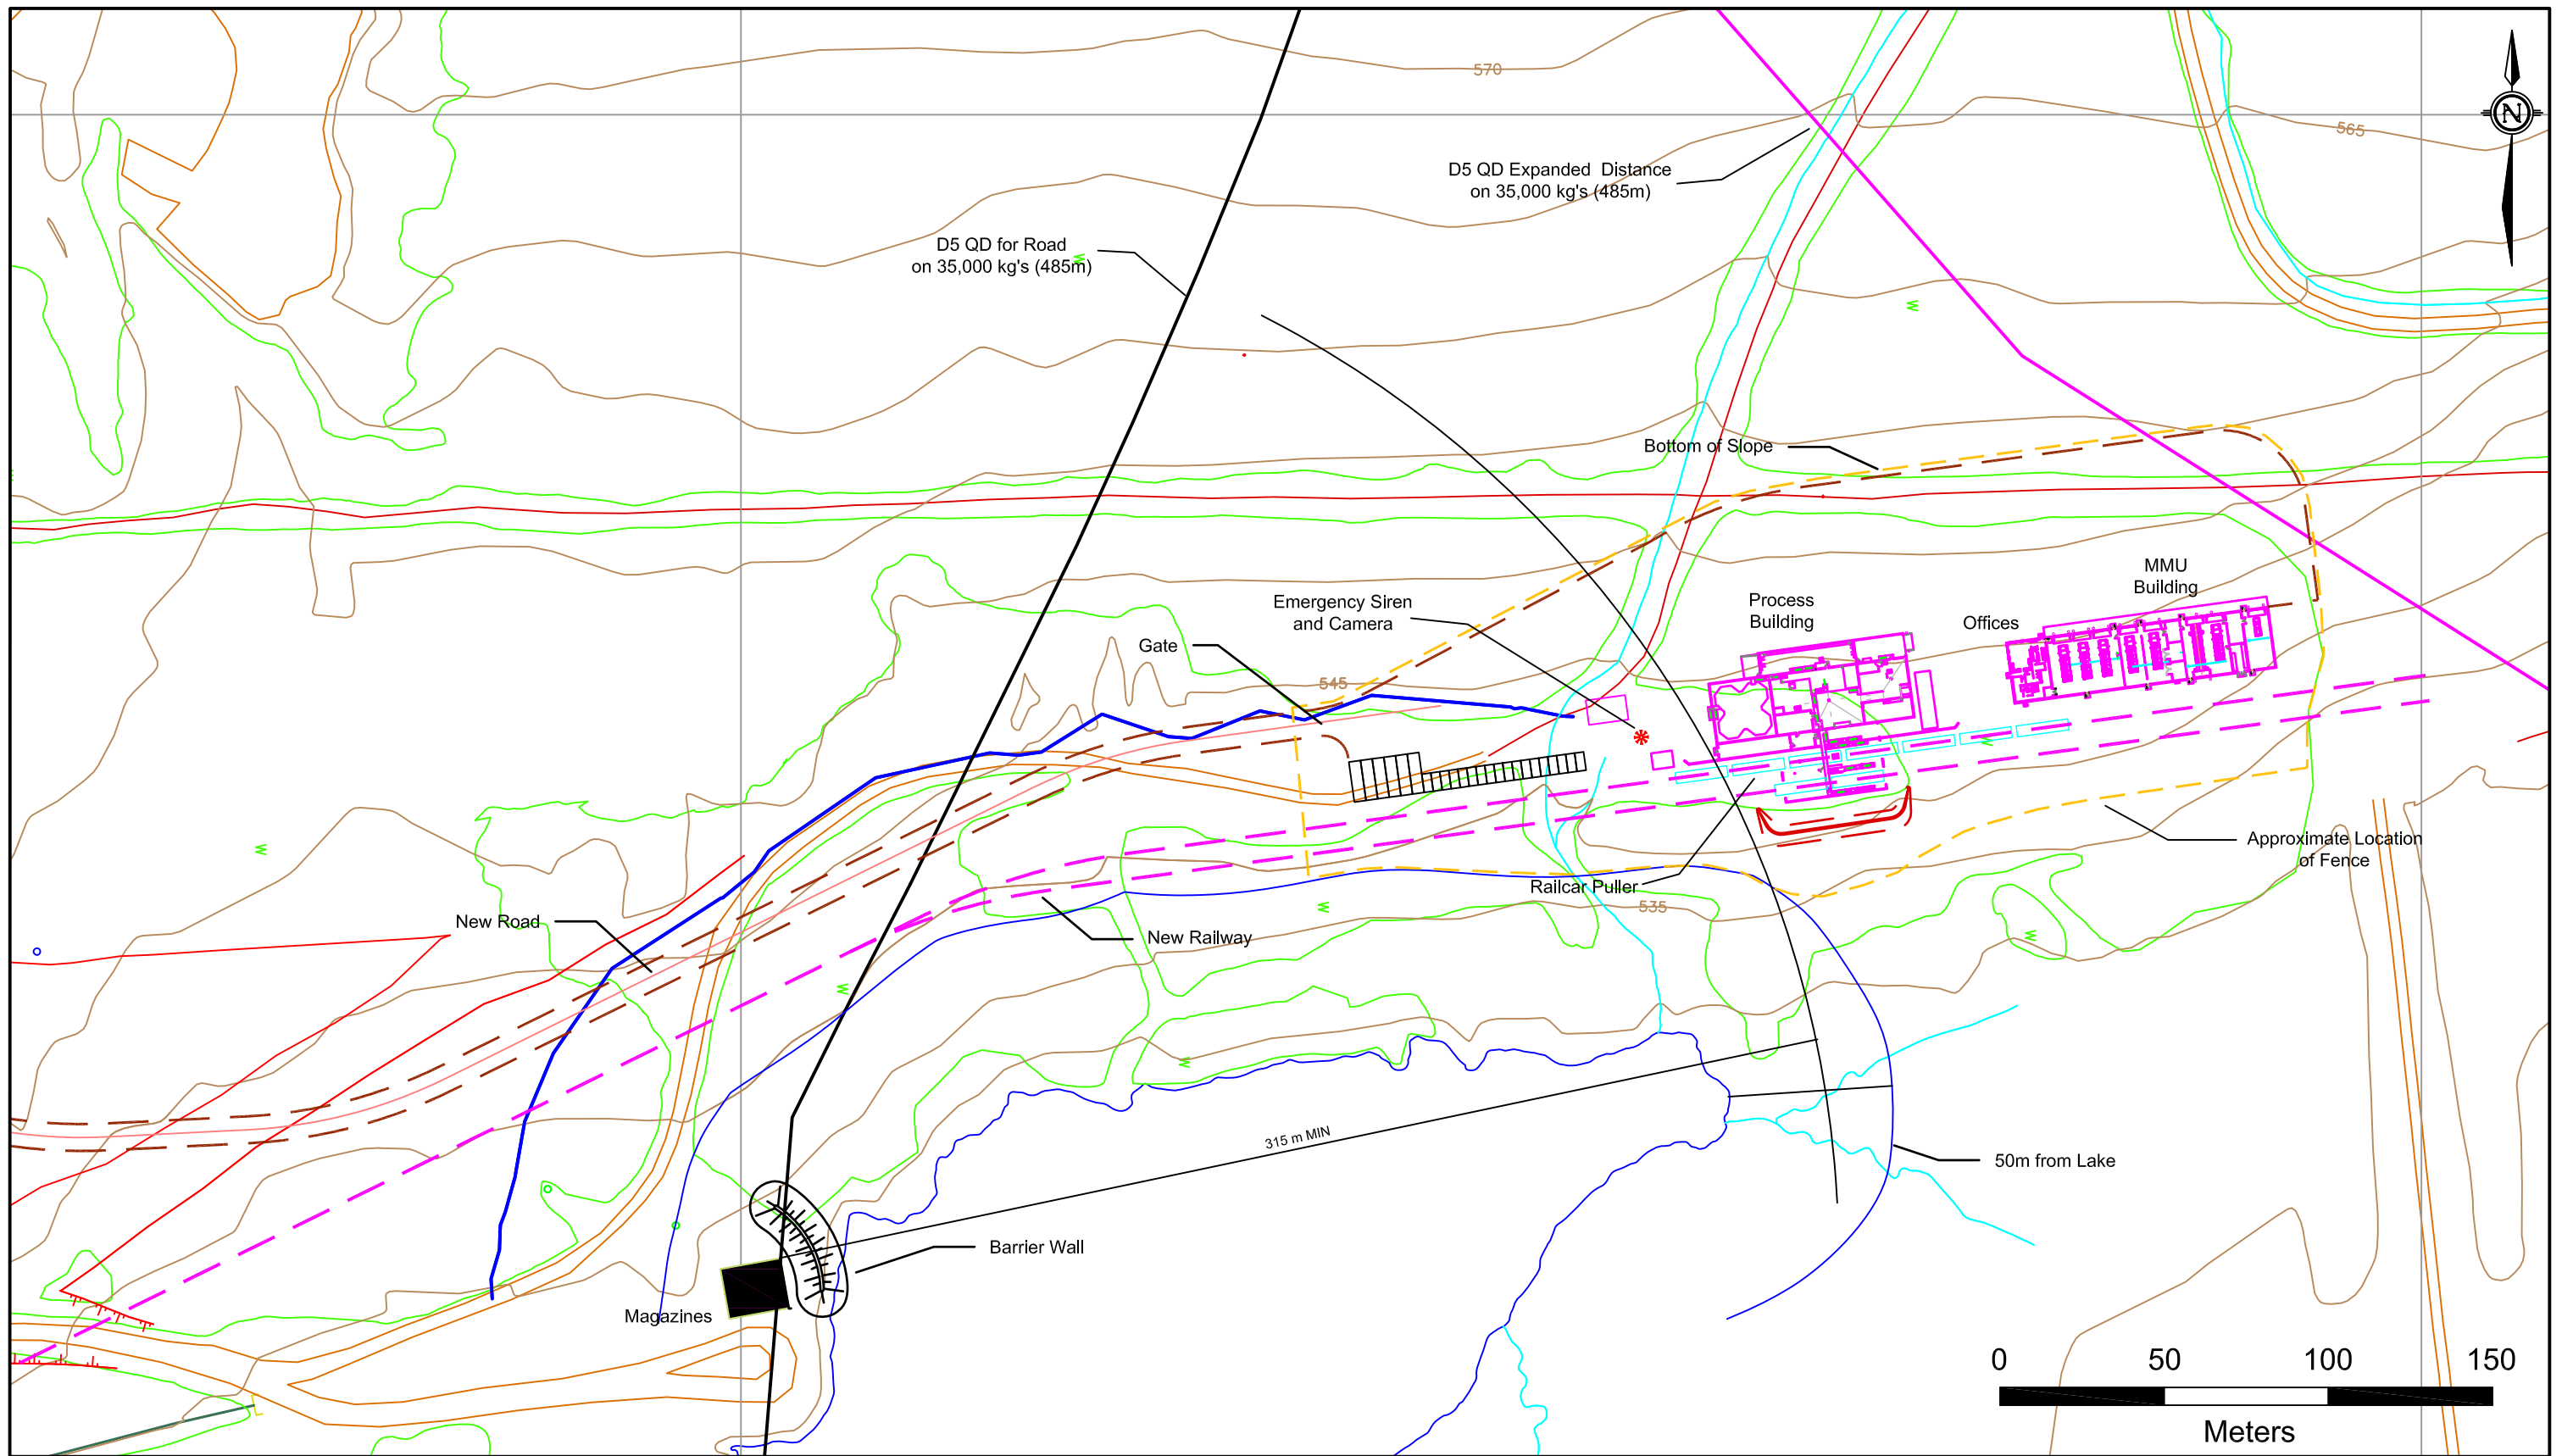 570
565
N
D5 QD Expanded Distance
on 35,000 kg's (485m)
D5 QD for Road
on 35,000 kg's (485m)
Bottom of Slope
MMU
Building
Emergency Siren
and Camera
Process
Building
Offices
Gate
545
Approximate Location
of Fence
Railcar Puller
535
New Road
New Railway
315 m MIN
50m from Lake
Barrier Wall
Magazines
0 50 100 150
Meters